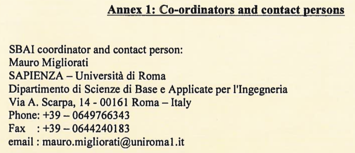 Annex 1: Co-ordinators and contact persons
SBAI coordinator and contact person:
Mauro Migliorati
SAPIENZA – Università di Roma
Dipartimento di Scienze di Base e Applicate per l'Ingegneria
Via A. Scarpa, 14 - 00161 Roma – Italy
Phone: +39 – 0649766343
Fax : +39 – 0644240183
email : mauro.migliorati@uniroma1.it